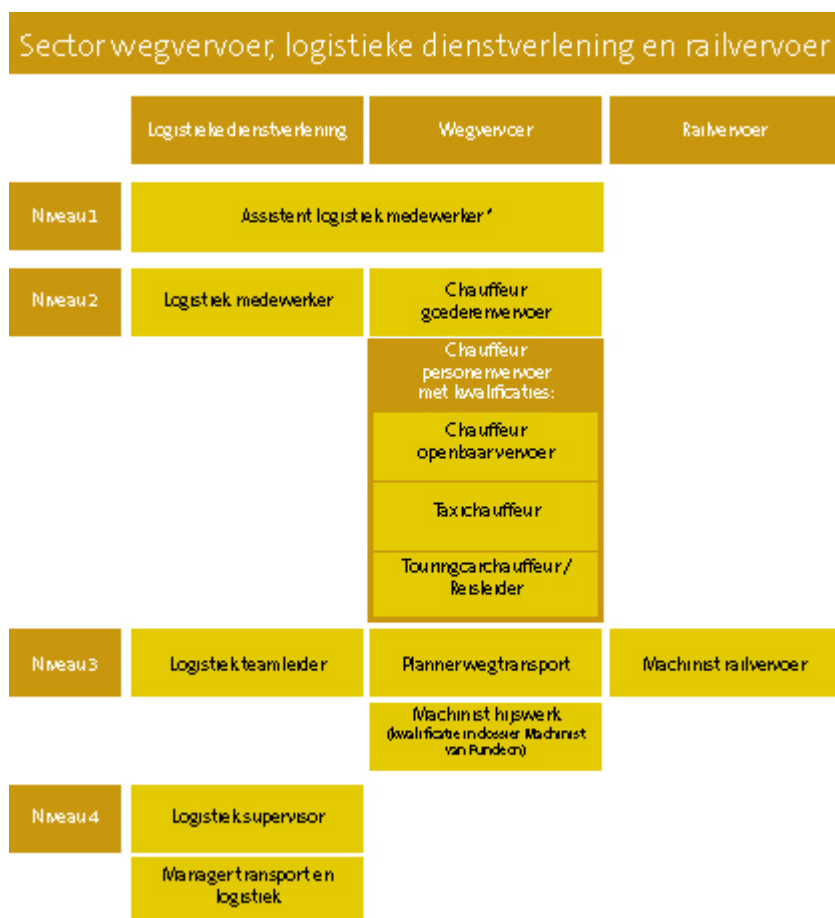 Sector wegvervoer, logistieke dienstverlening en railvervoer
Logistieke dienstverlening
Wegvervoer
Railvervoer
Niveau 1
Assistent logistiek medewerker*
Niveau 2
Logistiek medewerker
Chauffeur
goederenvervoer
Chauffeur
personenvervoer
met kwalificaties:
Chauffeur
openbaar vervoer
Taxichauffeur
Touringcarchauffeur /
Reisleider
Niveau 3
Logistiek teamleider
Planner wegtransport
Machinist railvervoer
Machinist hijswerk
(kwalificatie in dossier Machinist
van Fundeon)
Niveau 4
Logistiek supervisor
Manager transport en
logistiek